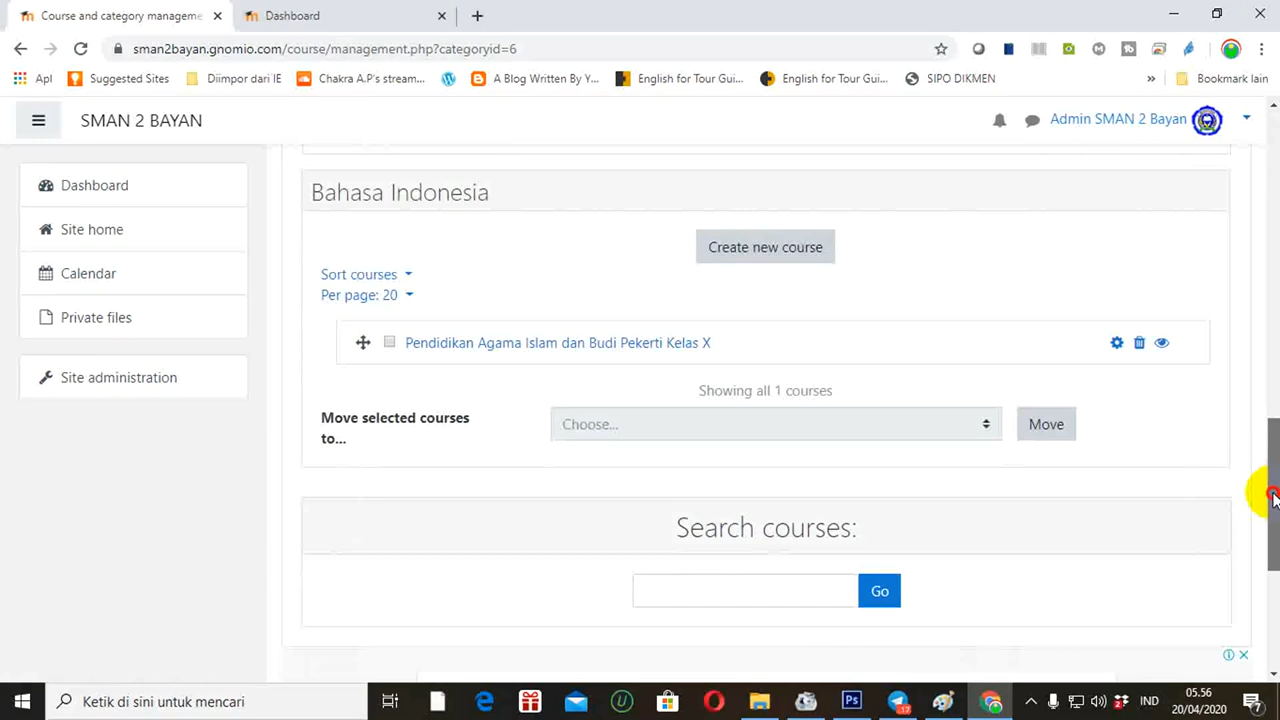 Course and category manageme
Dashboard
sman2bayan.gnomio.com/course/management.php?categoryid=6
Apl
Suggested Sites
Diimpor dari IE
Chakra A.P's stream...
A Blog Written By Y...
English for Tour Gui...
English for Tour Gui...
SIPO DIKMEN
»
Bookmark lain
SMAN 2 BAYAN
Admin SMAN 2 Bayan
Dashboard
Site home
Calendar
Private files
Site administration
Bahasa Indonesia
Create new course
Sort courses
Per page: 20
Pendidikan Agama Islam dan Budi Pekerti Kelas X
Showing all 1 courses
Move selected courses
to...
Choose...
Move
Search courses:
Go
Ketik di sini untuk mencari
17
IND
05.56
20/04/2020
7